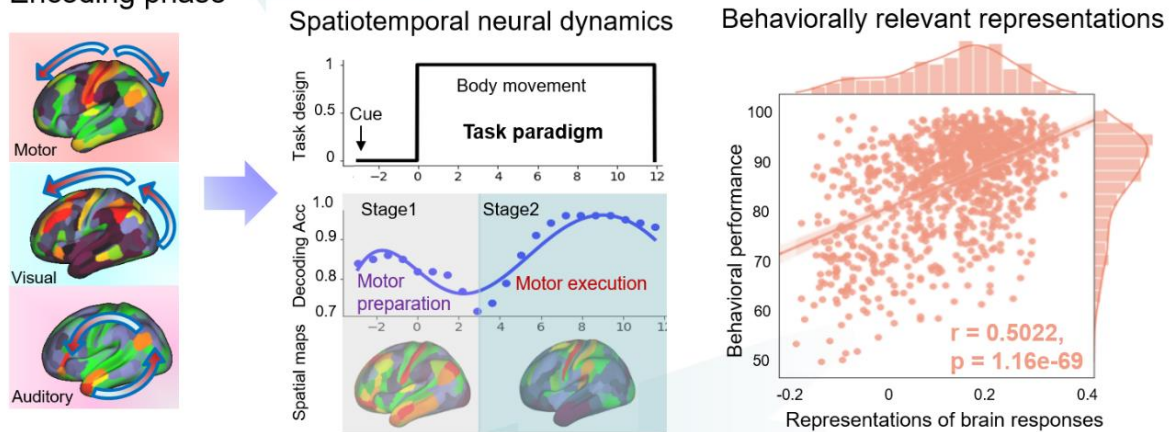 Encoding phase
Motor
Visual
Auditory
Spatiotemporal neural dynamics
Task design
1
0.5
0
Cue
Body movement
Task paradigm
−2 0 2 4 6 8 10 12
Decoding Acc
1.0
0.9
0.8
0.7
Stage1
Stage2
Motor
preparation
Motor execution
−2 0 2 4 6 8 10 12
Spatial maps
Behaviorally relevant representations
Behavioral performance
100
90
80
70
60
50
r = 0.5022,
p = 1.16e-69
-0.2 0 0.2 0.4
Representations of brain responses